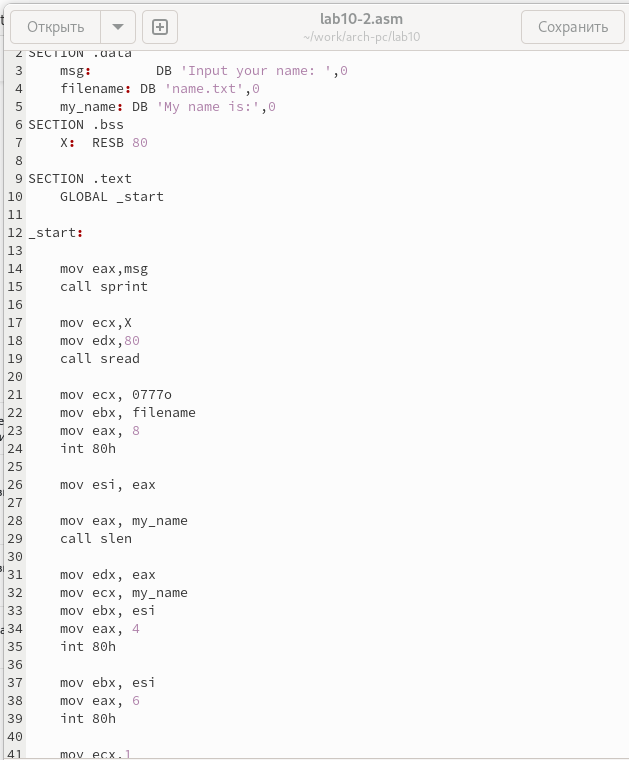 Открыть
lab10-2.asm
~/work/arch-pc/lab10
Сохранить
2 SECTION .data
3     msg:        DB 'Input your name: ',0
4     filename: DB 'name.txt',0
5     my_name: DB 'My name is:',0
6 SECTION .bss
7     X:  RESB 80
8
9 SECTION .text
10     GLOBAL _start
11
12 _start:
13
14     mov eax,msg
15     call sprint
16
17     mov ecx,X
18     mov edx,80
19     call sread
20
21     mov ecx, 0777o
22     mov ebx, filename
23     mov eax, 8
24     int 80h
25
26     mov esi, eax
27
28     mov eax, my_name
29     call slen
30
31     mov edx, eax
32     mov ecx, my_name
33     mov ebx, esi
34     mov eax, 4
35     int 80h
36
37     mov ebx, esi
38     mov eax, 6
39     int 80h
40
41     mov ecx,1